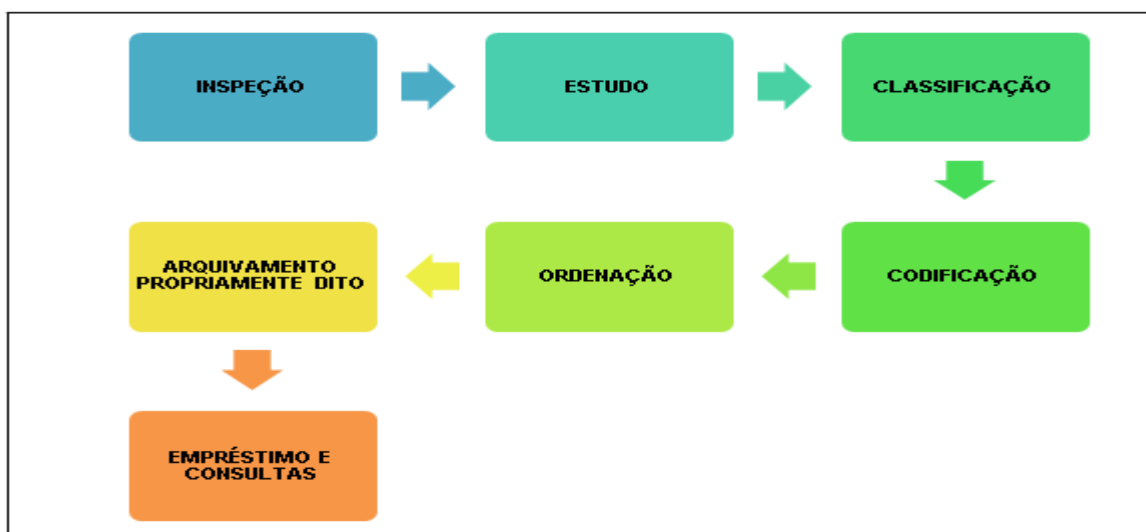 INSPEÇÃO
ESTUDO
CLASSIFICAÇÃO
CODIFICAÇÃO
ORDENAÇÃO
ARQUIVAMENTO
PROPRIAMENTE DITO
EMPRÉSTIMO E
CONSULTAS